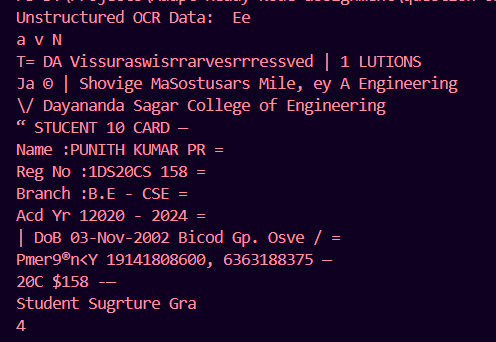 Unstructured OCR Data:  Ee
a v N
T= DA Vissuraswisrrarvesrrressved | 1 LUTIONS
Ja © | Shovige MaSostusars Mile, ey A Engineering
\/ Dayananda Sagar College of Engineering
“ STUCENT 10 CARD —
Name :PUNITH KUMAR PR =
Reg No :1DS20CS 158 =
Branch :B.E - CSE =
Acd Yr 12020 - 2024 =
| DoB 03-Nov-2002 Bicod Gp. Osve / =
Pmer9®n<Y 19141808600, 6363188375 —
20C $158 -—
Student Sugrture Gra
4